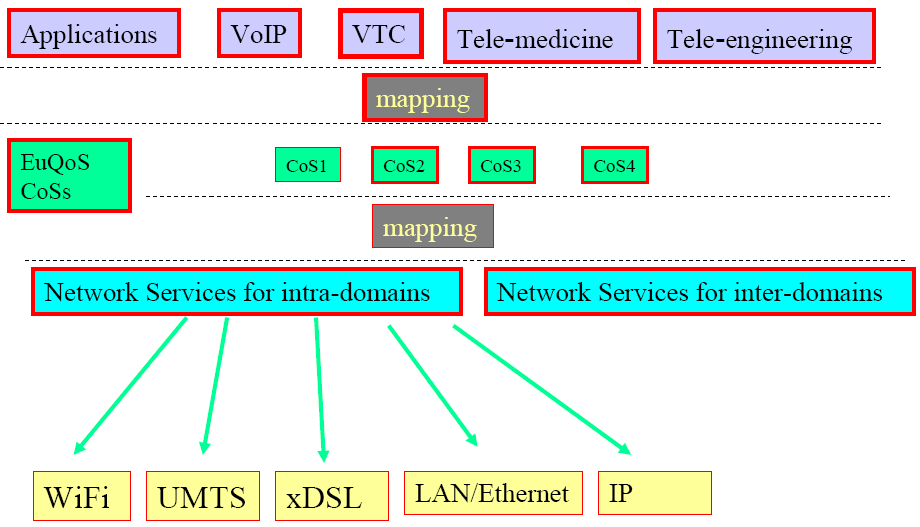 Applications
VoIP
VTC
Tele-medicine
Tele-engineering
mapping
EuQoS
CoSs
CoS1
CoS2
CoS3
CoS4
mapping
Network Services for intra-domains
Network Services for inter-domains
WiFi
UMTS
xDSL
LAN/Ethernet
IP